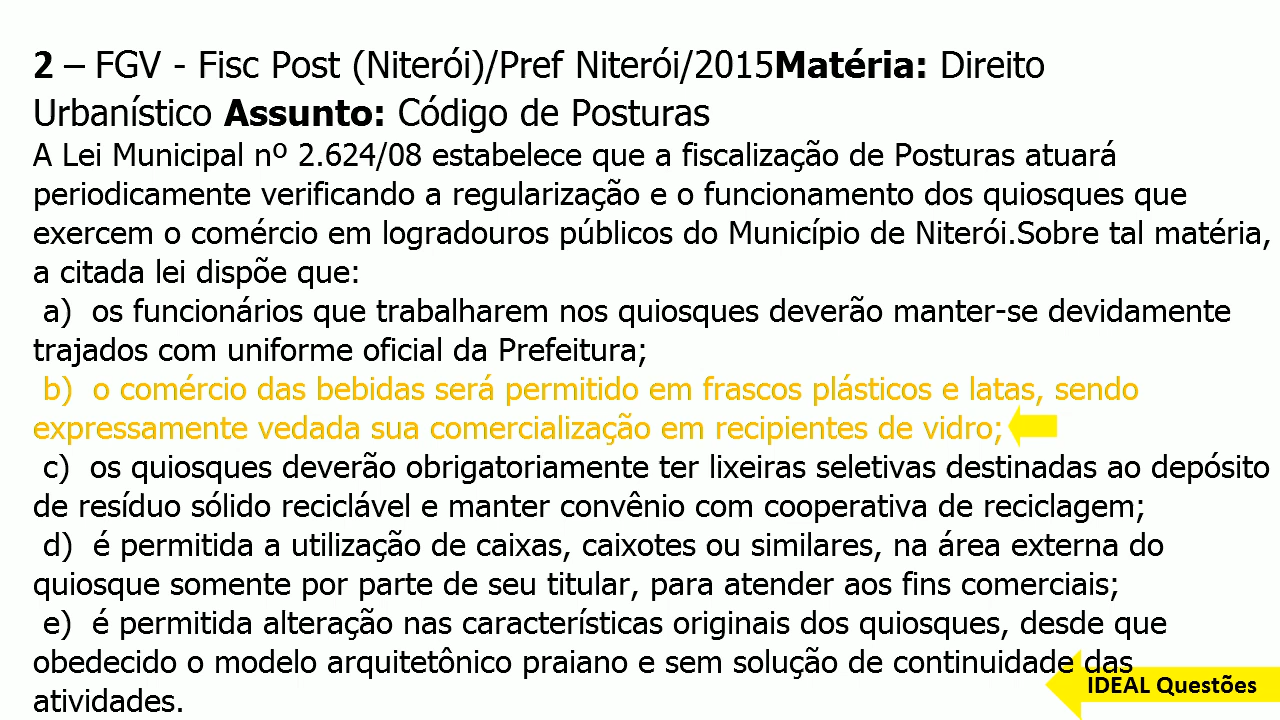 2 – FGV - Fisc Post (Niterói)/Pref Niterói/2015Matéria: Direito
Urbanístico Assunto: Código de Posturas
A Lei Municipal nº 2.624/08 estabelece que a fiscalização de Posturas atuará
periodicamente verificando a regularização e o funcionamento dos quiosques que
exercem o comércio em logradouros públicos do Município de Niterói.Sobre tal matéria,
a citada lei dispõe que:
a) os funcionários que trabalharem nos quiosques deverão manter-se devidamente
trajados com uniforme oficial da Prefeitura;
b) o comércio das bebidas será permitido em frascos plásticos e latas, sendo
expressamente vedada sua comercialização em recipientes de vidro;
c) os quiosques deverão obrigatoriamente ter lixeiras seletivas destinadas ao depósito
de resíduo sólido reciclável e manter convênio com cooperativa de reciclagem;
d) é permitida a utilização de caixas, caixotes ou similares, na área externa do
quiosque somente por parte de seu titular, para atender aos fins comerciais;
e) é permitida alteração nas características originais dos quiosques, desde que
obedecido o modelo arquitetônico praiano e sem solução de continuidade das
atividades.
IDEAL Questões